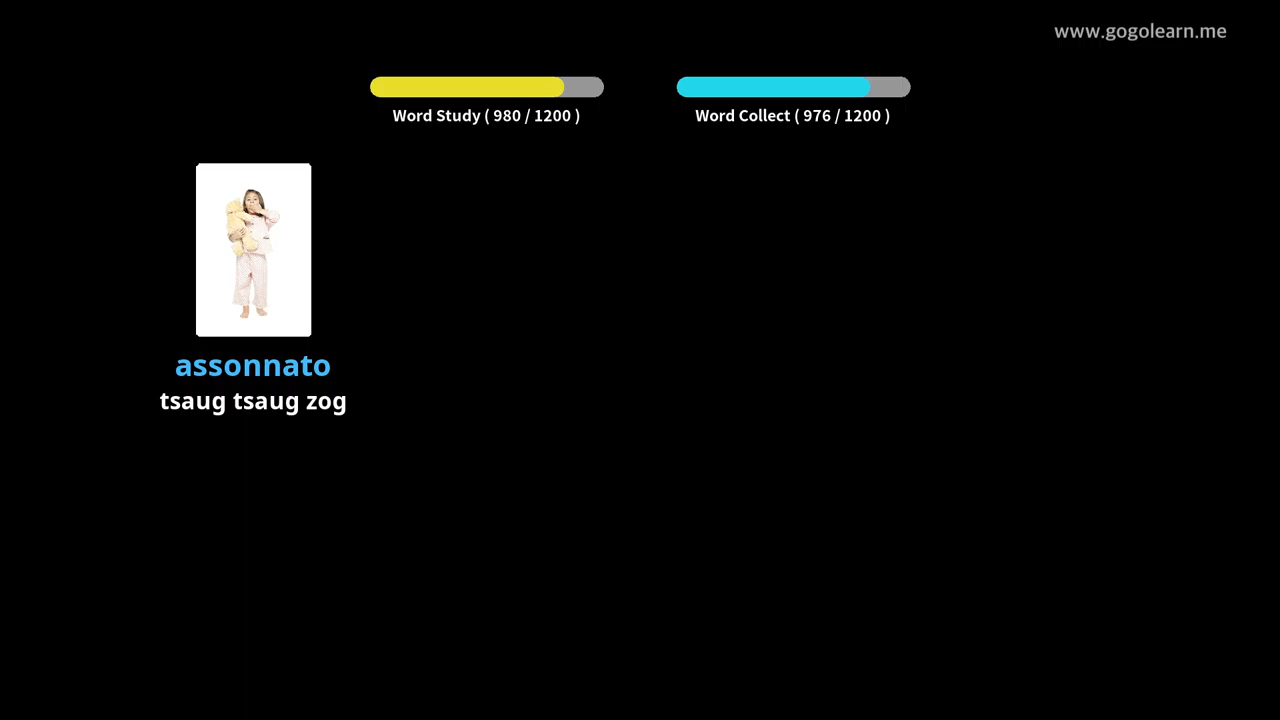 www.gogolearn.me
Word Study ( 980 / 1200 )
Word Collect ( 976 / 1200 )
assonnato
tsaug tsaug zog